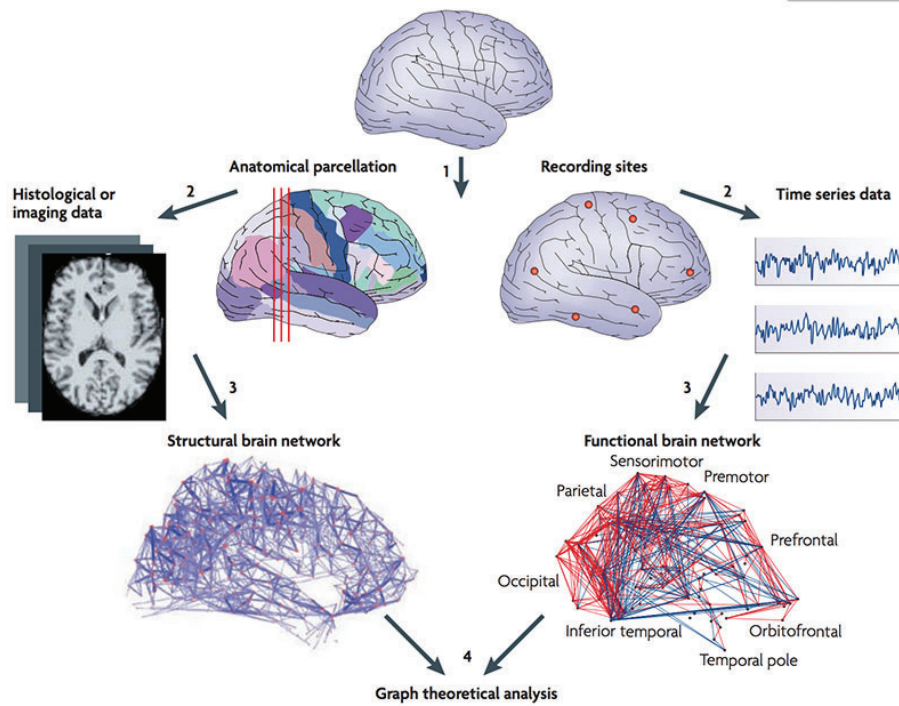 Anatomical parcellation
1
Recording sites
Histological or
imaging data
2
2
Time series data
3
3
Structural brain network
Functional brain network
Sensorimotor
Premotor
Parietal
Prefrontal
Occipital
Inferior temporal
Orbitofrontal
Temporal pole
4
Graph theoretical analysis